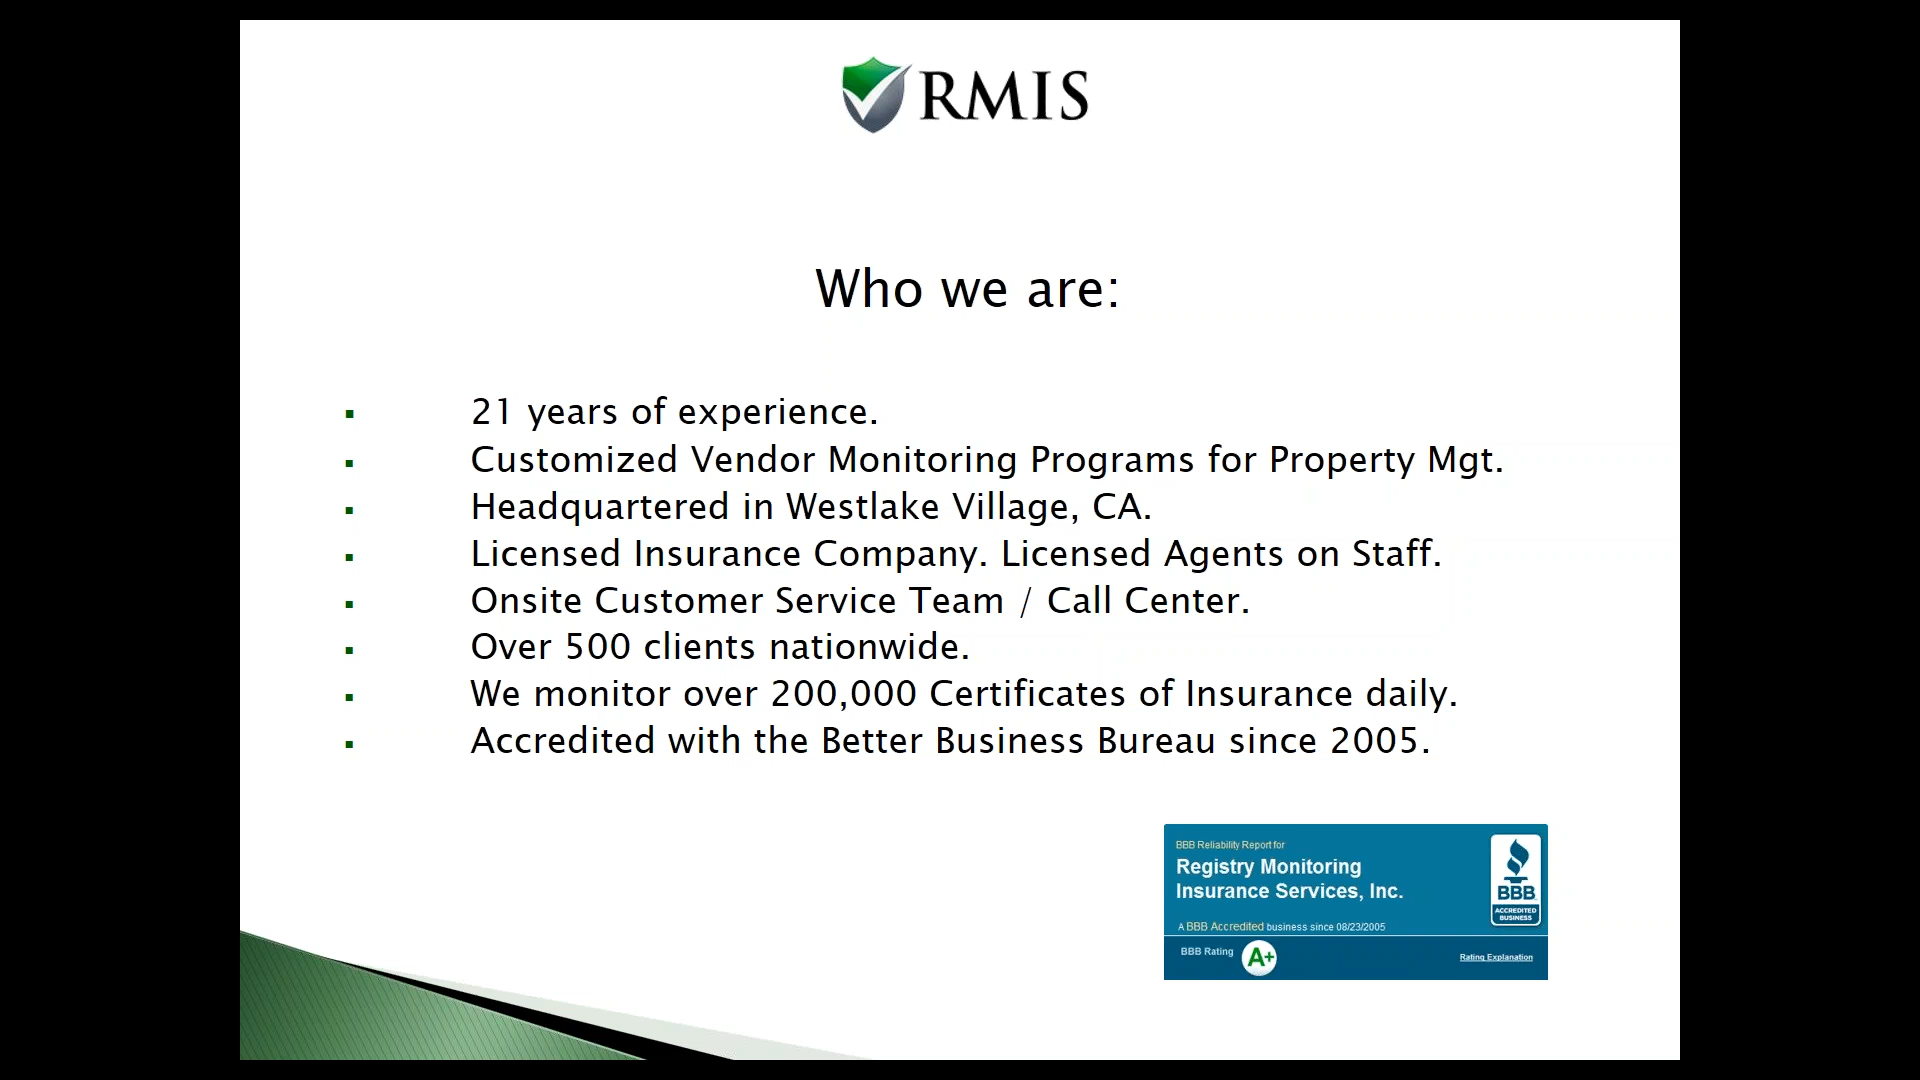 RMIS
Who we are:
21 years of experience.
Customized Vendor Monitoring Programs for Property Mgt.
Headquartered in Westlake Village, CA.
Licensed Insurance Company. Licensed Agents on Staff.
Onsite Customer Service Team / Call Center.
Over 500 clients nationwide.
We monitor over 200,000 Certificates of Insurance daily.
Accredited with the Better Business Bureau since 2005.
BBB Reliability Report for
Registry Monitoring
Insurance Services, Inc.
BBB
ACCREDITED
BUSINESS
A BBB Accredited business since 08/23/2005
BBB Rating A+
Rating Explanation